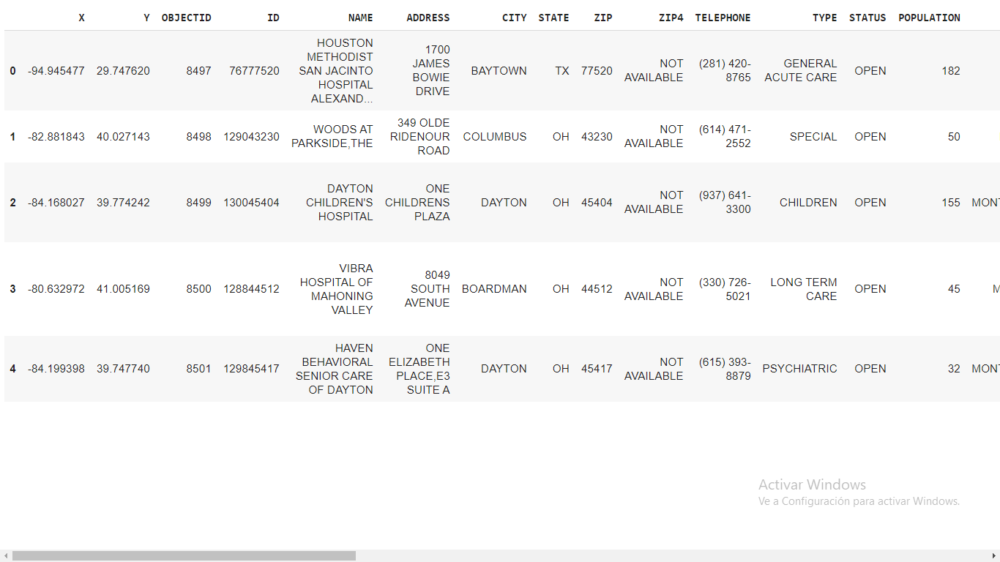 X Y OBJECTID ID NAME ADDRESS CITY STATE ZIP ZIP4 TELEPHONE TYPE STATUS POPULATION
0 -94.945477 29.747620 8497 76777520 HOUSTON METHODIST SAN JACINTO HOSPITAL ALEXAND... 1700 JAMES BOWIE DRIVE BAYTOWN TX 77520 NOT AVAILABLE (281) 420-8765 GENERAL ACUTE CARE OPEN 182
1 -82.881843 40.027143 8498 129043230 WOODS AT PARKSIDE,THE 349 OLDE RIDENOUR ROAD COLUMBUS OH 43230 NOT AVAILABLE (614) 471-2552 SPECIAL OPEN 50
2 -84.168027 39.774242 8499 130045404 DAYTON CHILDREN'S HOSPITAL ONE CHILDRENS PLAZA DAYTON OH 45404 NOT AVAILABLE (937) 641-3300 CHILDREN OPEN 155 MONT
3 -80.632972 41.005169 8500 128844512 VIBRA HOSPITAL OF MAHONING VALLEY 8049 SOUTH AVENUE BOARDMAN OH 44512 NOT AVAILABLE (330) 726-5021 LONG TERM CARE OPEN 45 M
4 -84.199398 39.747740 8501 129845417 HAVEN BEHAVIORAL SENIOR CARE OF DAYTON ONE ELIZABETH PLACE,E3 SUITE A DAYTON OH 45417 NOT AVAILABLE (615) 393-8879 PSYCHIATRIC OPEN 32 MONT
Activar Windows
Ve a Configuración para activar Windows.